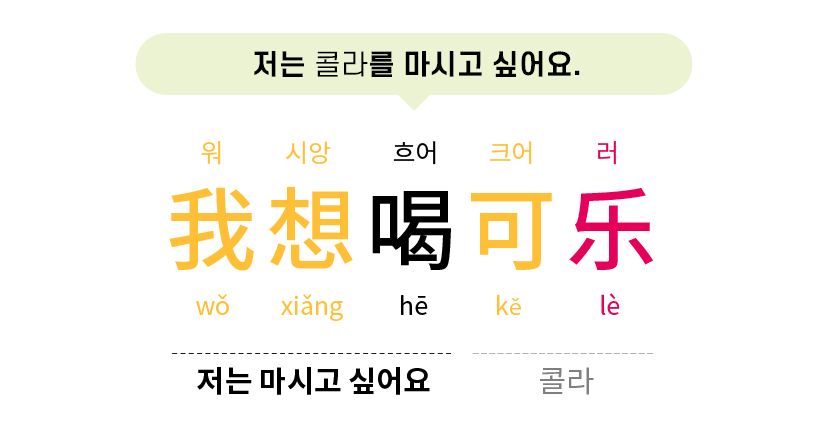 저는 콜라를 마시고 싶어요.
워 시앙 흐어 크어 러
我想喝可乐
wǒ xiǎng hē kě lè
저는 마시고 싶어요 콜라